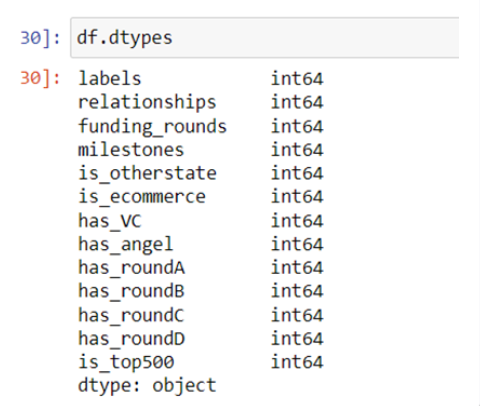 30]: df.dtypes
30]: labels int64
relationships int64
funding_rounds int64
milestones int64
is_otherstate int64
is_ecommerce int64
has_VC int64
has_angel int64
has_roundA int64
has_roundB int64
has_roundC int64
has_roundD int64
is_top500 int64
dtype: object